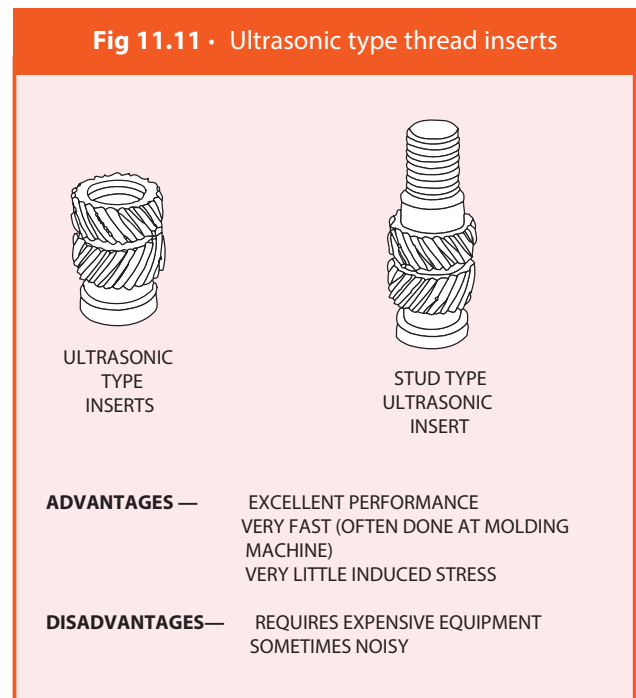 Fig 11.11 • Ultrasonic type thread inserts
ULTRASONIC
TYPE
INSERTS
STUD TYPE
ULTRASONIC
INSERT
ADVANTAGES — EXCELLENT PERFORMANCE
VERY FAST (OFTEN DONE AT MOLDING
MACHINE)
VERY LITTLE INDUCED STRESS
DISADVANTAGES— REQUIRES EXPENSIVE EQUIPMENT
SOMETIMES NOISY